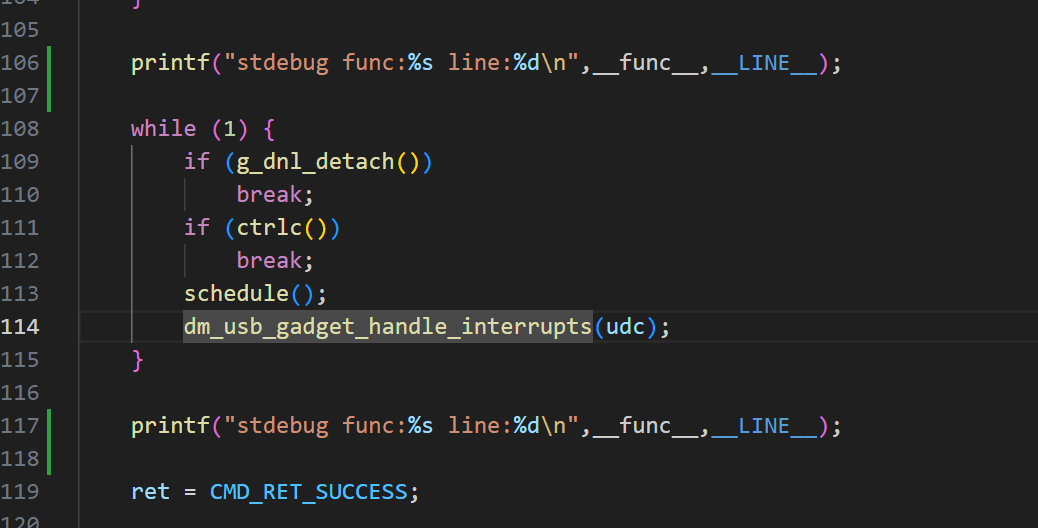 104 }
105
106 printf("stdebug func:%s line:%d\n",__func__,__LINE__);
107
108 while (1) {
109 if (g_dnl_detach())
110 break;
111 if (ctrlc())
112 break;
113 schedule();
114 dm_usb_gadget_handle_interrupts(udc);
115 }
116
117 printf("stdebug func:%s line:%d\n",__func__,__LINE__);
118
119 ret = CMD_RET_SUCCESS;
120